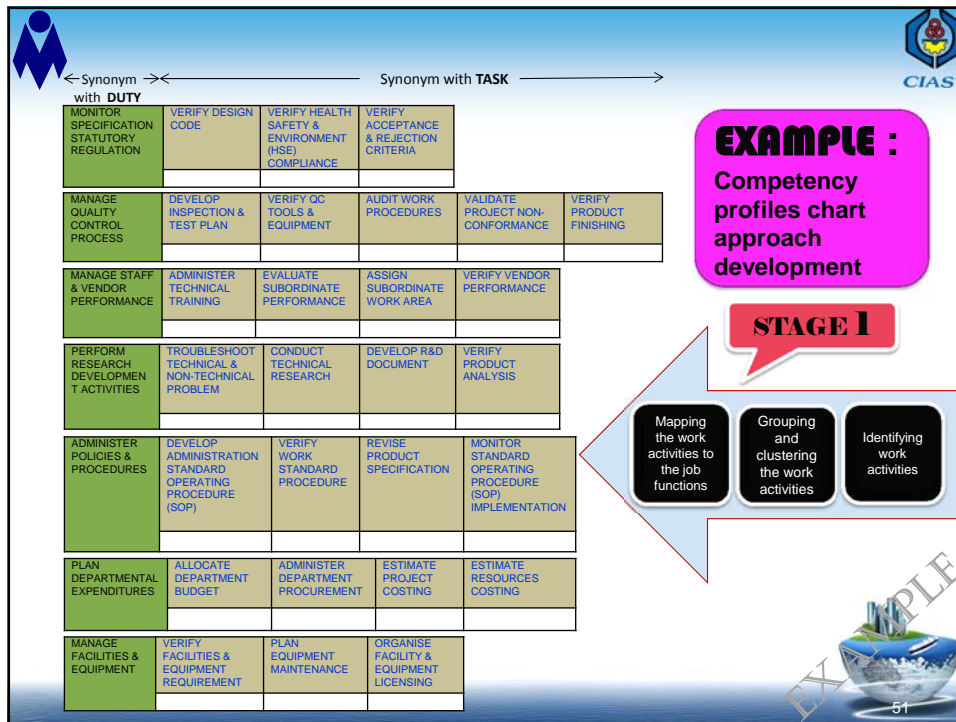 Synonym
with DUTY
Synonym with TASK
CIAST
MONITOR
SPECIFICATION
STATUTORY
REGULATION
VERIFY DESIGN
CODE
VERIFY HEALTH
SAFETY &
ENVIRONMENT
(HSE)
COMPLIANCE
VERIFY
ACCEPTANCE
& REJECTION
CRITERIA
MANAGE
QUALITY
CONTROL
PROCESS
DEVELOP
INSPECTION &
TEST PLAN
VERIFY QC
TOOLS &
EQUIPMENT
AUDIT WORK
PROCEDURES
VALIDATE
PROJECT NON-
CONFORMANCE
VERIFY
PRODUCT
FINISHING
MANAGE STAFF
& VENDOR
PERFORMANCE
ADMINISTER
TECHNICAL
TRAINING
EVALUATE
SUBORDINATE
PERFORMANCE
ASSIGN
SUBORDINATE
WORK AREA
VERIFY VENDOR
PERFORMANCE
PERFORM
RESEARCH
DEVELOPMEN
T ACTIVITIES
TROUBLESHOOT
TECHNICAL &
NON-TECHNICAL
PROBLEM
CONDUCT
TECHNICAL
RESEARCH
DEVELOP R&D
DOCUMENT
VERIFY
PRODUCT
ANALYSIS
ADMINISTER
POLICIES &
PROCEDURES
DEVELOP
ADMINISTRATION
STANDARD
OPERATING
PROCEDURE
(SOP)
VERIFY
WORK
STANDARD
PROCEDURE
REVISE
PRODUCT
SPECIFICATION
MONITOR
STANDARD
OPERATING
PROCEDURE
(SOP)
IMPLEMENTATION
PLAN
DEPARTMENTAL
EXPENDITURES
ALLOCATE
DEPARTMENT
BUDGET
ADMINISTER
DEPARTMENT
PROCUREMENT
ESTIMATE
PROJECT
COSTING
ESTIMATE
RESOURCES
COSTING
MANAGE
FACILITIES &
EQUIPMENT
VERIFY
FACILITIES &
EQUIPMENT
REQUIREMENT
PLAN
EQUIPMENT
MAINTENANCE
ORGANISE
FACILITY &
EQUIPMENT
LICENSING
EXAMPLE :
Competency
profiles chart
approach
development
STAGE 1
Mapping
the work
activities to
the job
functions
Grouping
and
clustering
the work
activities
Identifying
work
activities
EXAMPLE
51